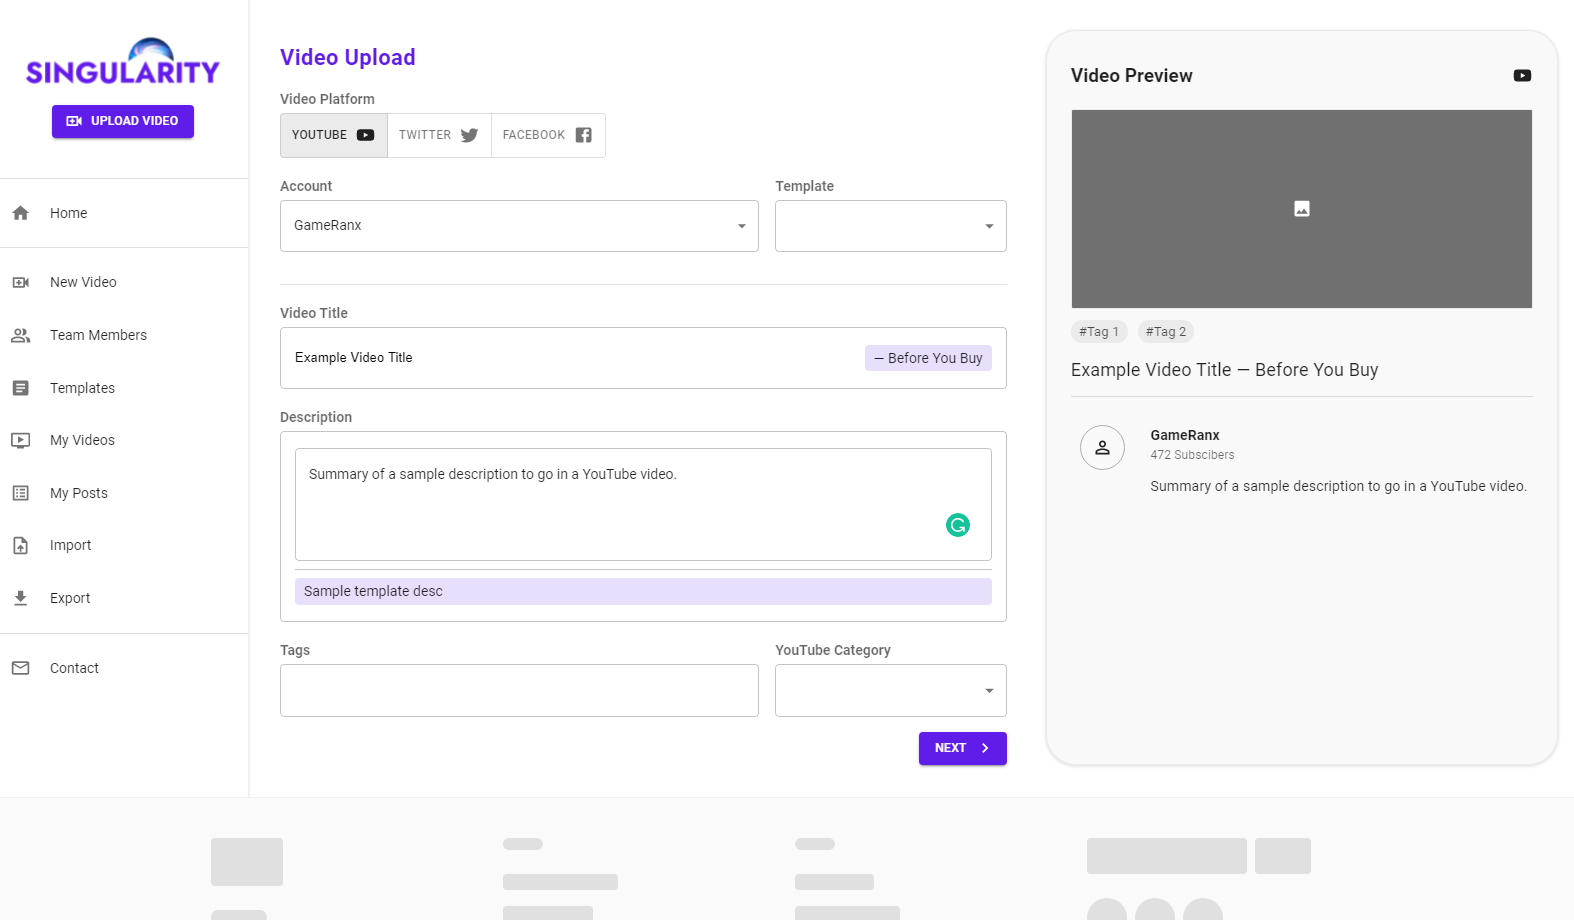 SINGULARITY
UPLOAD VIDEO
Home
New Video
Team Members
Templates
My Videos
My Posts
Import
Export
Contact
Video Upload
Video Platform
YOUTUBE
TWITTER
FACEBOOK
Account
Template
GameRanx
Video Title
Example Video Title
— Before You Buy
Description
Summary of a sample description to go in a YouTube video.
Sample template desc
Tags
YouTube Category
NEXT
Video Preview
#Tag 1
#Tag 2
Example Video Title — Before You Buy
GameRanx
472 Subscibers
Summary of a sample description to go in a YouTube video.